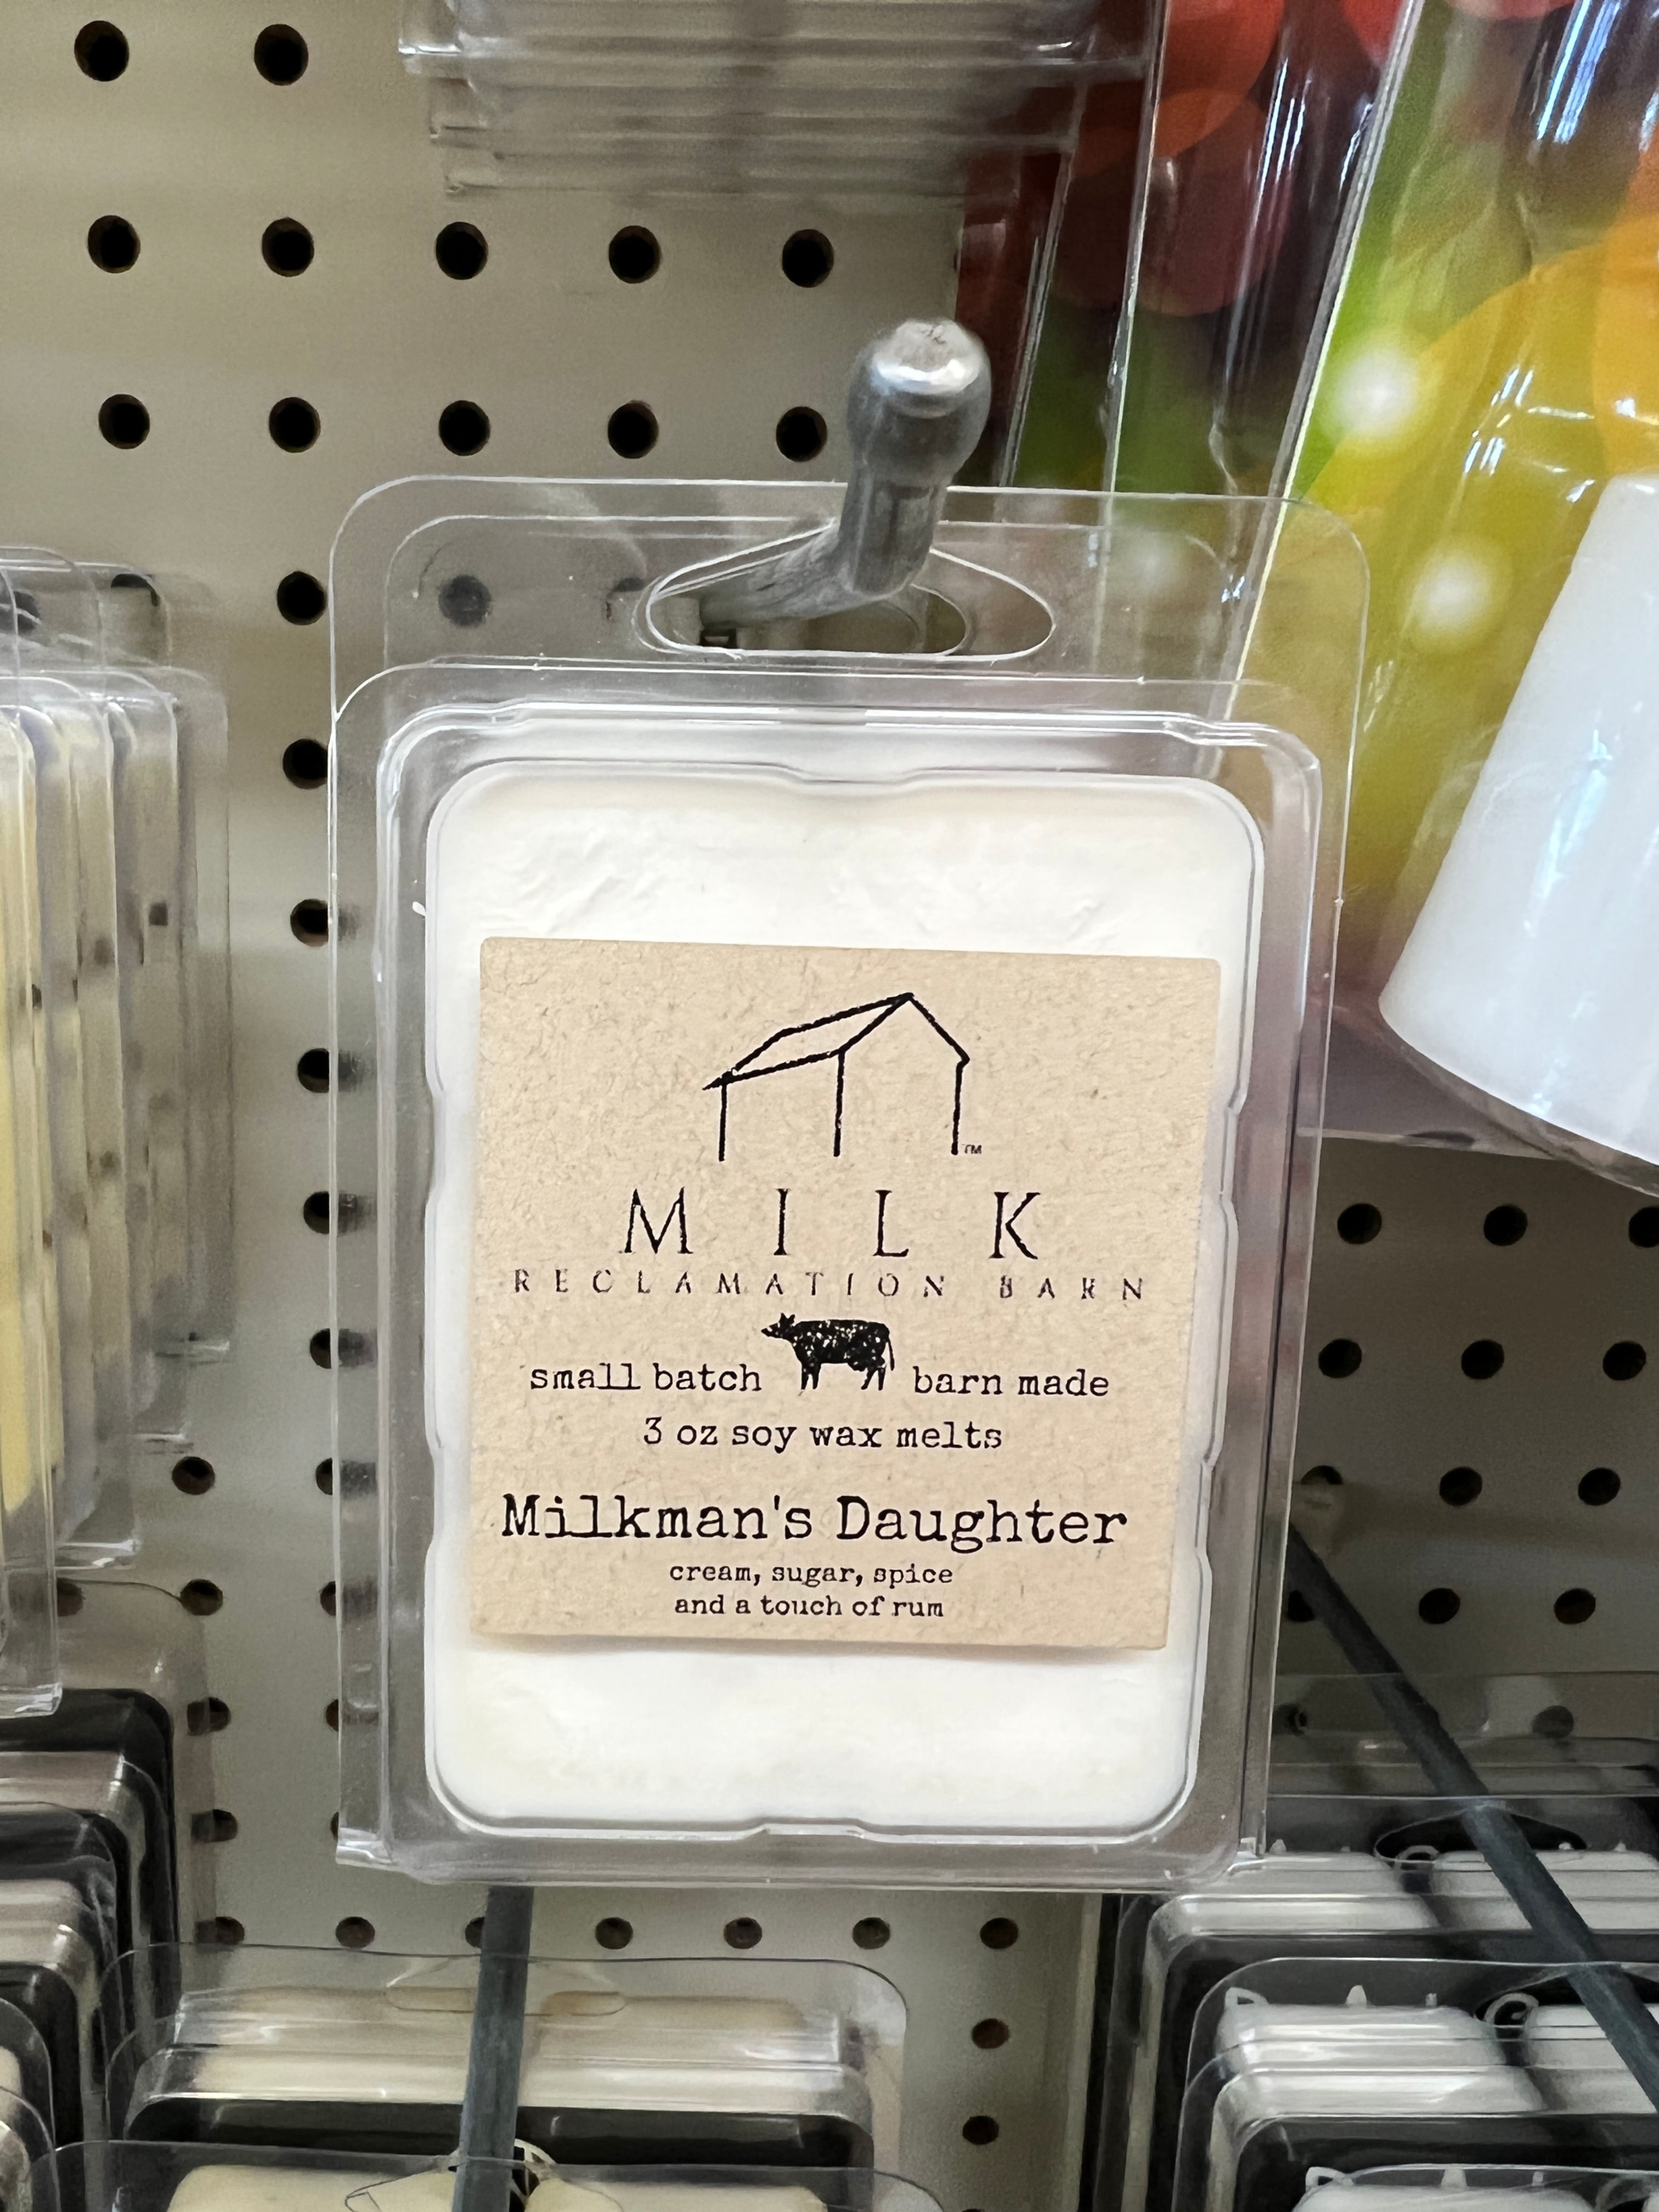 TM
M I L K
RECLAMATION BARN
small batch barn made
3 oz soy wax melts
Milkman's Daughter
cream, sugar, spice
and a touch of rum